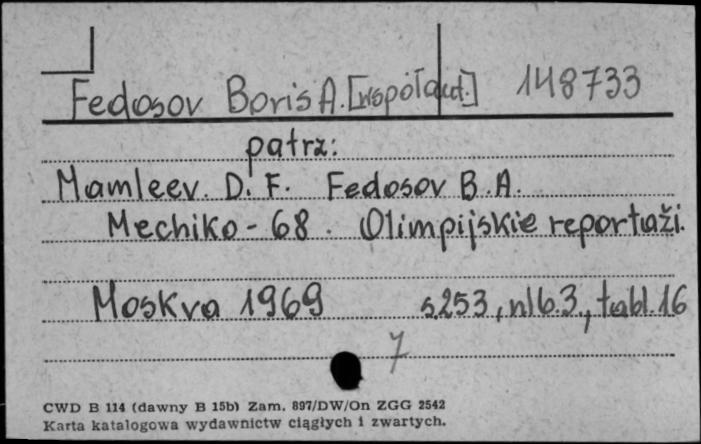 Fedosov Boris A. [współaut.] 148733
patrz:
Mamleev. D. F. Fedosov B. A.
Mechiko - 68. Olimpijskie reportaži.
Moskva 1969 s.253, nlb.3, tabl.16
7
CWD B 114 (dawny B 15b) Zam. 897/DW/On ZGG 2542
Karta katalogowa wydawnictw ciągłych i zwartych.